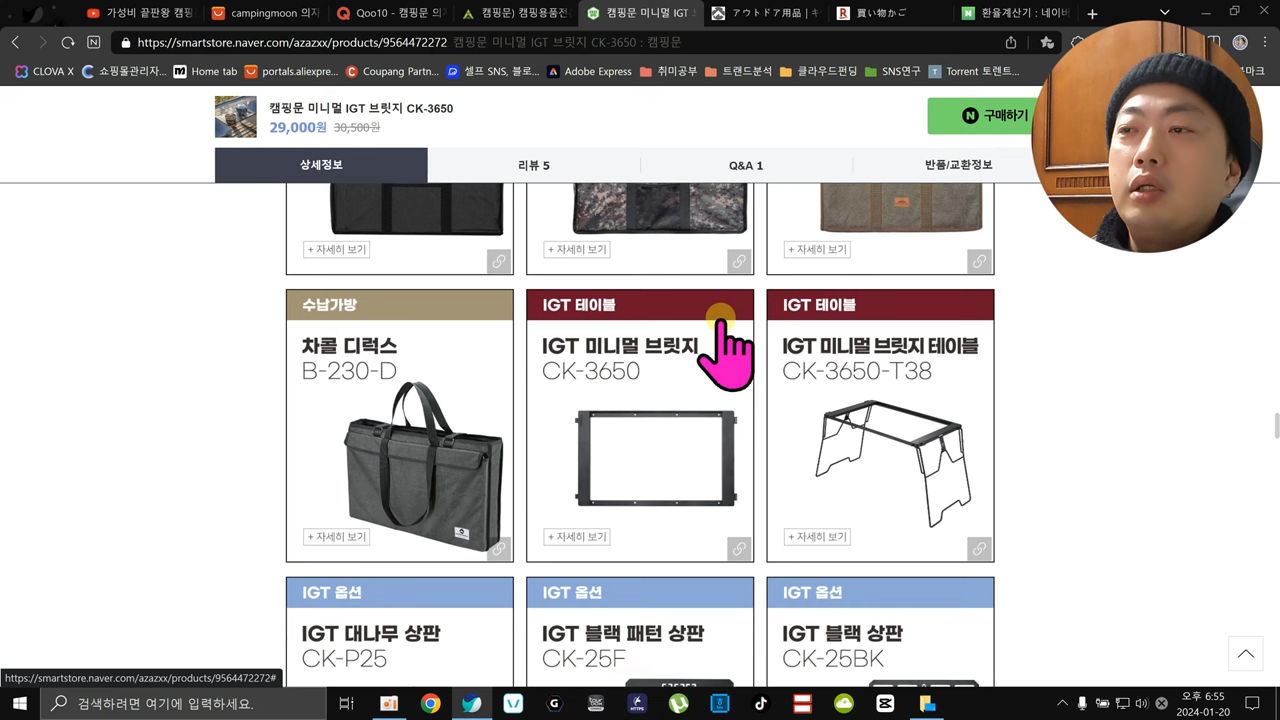 가성비 끝판왕 캠핑
campingmoon 의지
Qoo10 - 캠핑문 의
캠핑문) 캠핑용품전
캠핑문 미니멀 IGT
アウトドア用品 | キ
買い物かご
환율계산기 : 네이버
https://smartstore.naver.com/azazxx/products/9564472272 캠핑문 미니멀 IGT 브릿지 CK-3650 : 캠핑문
CLOVA X
쇼핑몰관리자...
Home tab
portals.aliexpre...
Coupang Partn...
셀프 SNS, 블로...
Adobe Express
취미공부
트랜드분석
클라우드펀딩
SNS연구
Torrent 토렌트...
북마크
캠핑문 미니멀 IGT 브릿지 CK-3650
29,000원 30,500원
N 구매하기
상세정보
리뷰 5
Q&A 1
반품/교환정보
+ 자세히 보기
+ 자세히 보기
+ 자세히 보기
수납가방
IGT 테이블
IGT 테이블
차콜 디럭스
B-230-D
IGT 미니멀 브릿지
CK-3650
IGT 미니멀 브릿지 테이블
CK-3650-T38
+ 자세히 보기
+ 자세히 보기
+ 자세히 보기
IGT 옵션
IGT 옵션
IGT 옵션
IGT 대나무 상판
CK-P25
IGT 블랙 패턴 상판
CK-25F
IGT 블랙 상판
CK-25BK
https://smartstore.naver.com/azazxx/products/9564472272#
검색하려면 여기에 입력하십시오.
오후 6:55
2024-01-20